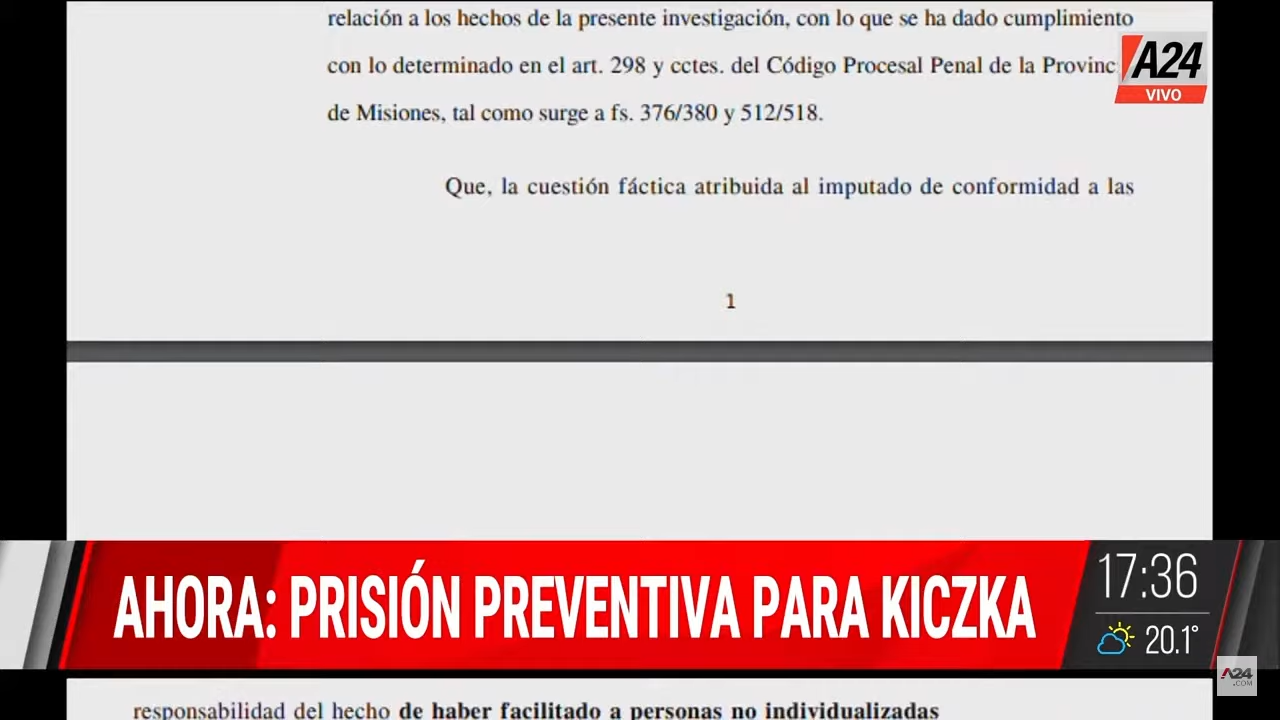 relación a los hechos de la presente investigación, con lo que se ha dado cumplimiento
con lo determinado en el art. 298 y cctes. del Código Procesal Penal de la Provinc
de Misiones, tal como surge a fs. 376/380 y 512/518.
A24
VIVO
Que, la cuestión fáctica atribuida al imputado de conformidad a las
1
AHORA: PRISIÓN PREVENTIVA PARA KICZKA
17:36
20.1°
A24
.COM
responsabilidad del hecho de haber facilitado a personas no individualizadas